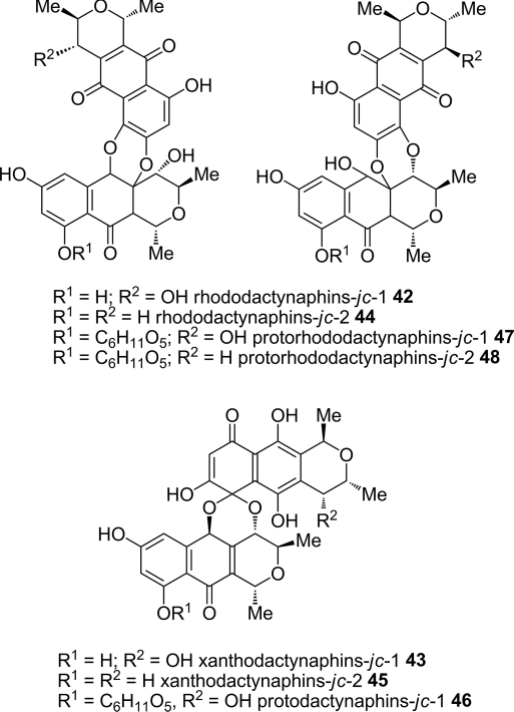 Me O Me Me O Me
R² O O R²
O OH OH O
O O OH O O
HO Me HO HO Me
O O
OR¹ O Me OR¹ O Me
R¹ = H; R² = OH rhododactynaphins-jc-1 42
R¹ = R² = H rhododactynaphins-jc-2 44
R¹ = C₆H₁₁O₅; R² = OH protorhododactynaphins-jc-1 47
R¹ = C₆H₁₁O₅; R² = H protorhododactynaphins-jc-2 48
O OH Me
O
HO Me
O O OH R²
HO Me
O
OR¹ O Me
R¹ = H; R² = OH xanthodactynaphins-jc-1 43
R¹ = R² = H xanthodactynaphins-jc-2 45
R¹ = C₆H₁₁O₅, R² = OH protodactynaphins-jc-1 46